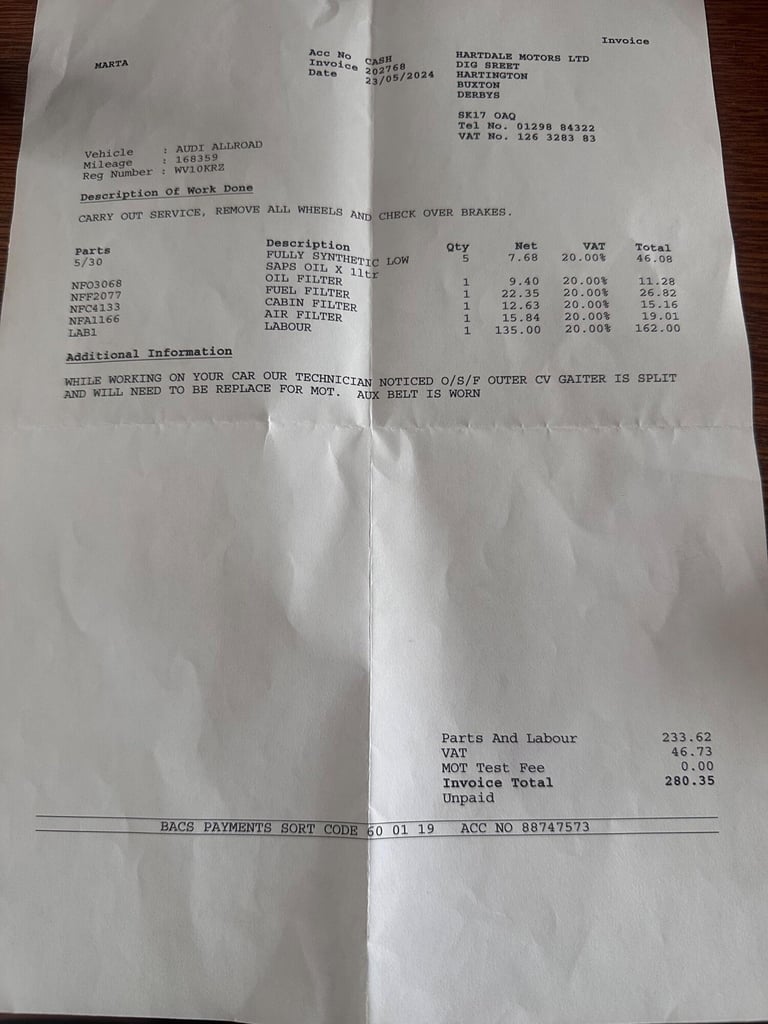 Invoice
MARTA
Acc No CASH
Invoice 202768
Date 23/05/2024
HARTDALE MOTORS LTD
DIG SREET
HARTINGTON
BUXTON
DERBYS
SK17 OAQ
Tel No. 01298 84322
VAT No. 126 3283 83
Vehicle : AUDI ALLROAD
Mileage : 168359
Reg Number : WV10KRZ
Description Of Work Done
CARRY OUT SERVICE, REMOVE ALL WHEELS AND CHECK OVER BRAKES.
Parts Description Qty Net VAT Total
5/30 FULLY SYNTHETIC LOW 5 7.68 20.00% 46.08
SAPS OIL X 1ltr
NFO3068 OIL FILTER 1 9.40 20.00% 11.28
NFF2077 FUEL FILTER 1 22.35 20.00% 26.82
NFC4133 CABIN FILTER 1 12.63 20.00% 15.16
NFA1166 AIR FILTER 1 15.84 20.00% 19.01
LAB1 LABOUR 1 135.00 20.00% 162.00
Additional Information
WHILE WORKING ON YOUR CAR OUR TECHNICIAN NOTICED O/S/F OUTER CV GAITER IS SPLIT
AND WILL NEED TO BE REPLACE FOR MOT. AUX BELT IS WORN
Parts And Labour 233.62
VAT 46.73
MOT Test Fee 0.00
Invoice Total 280.35
Unpaid
BACS PAYMENTS SORT CODE 60 01 19 ACC NO 88747573